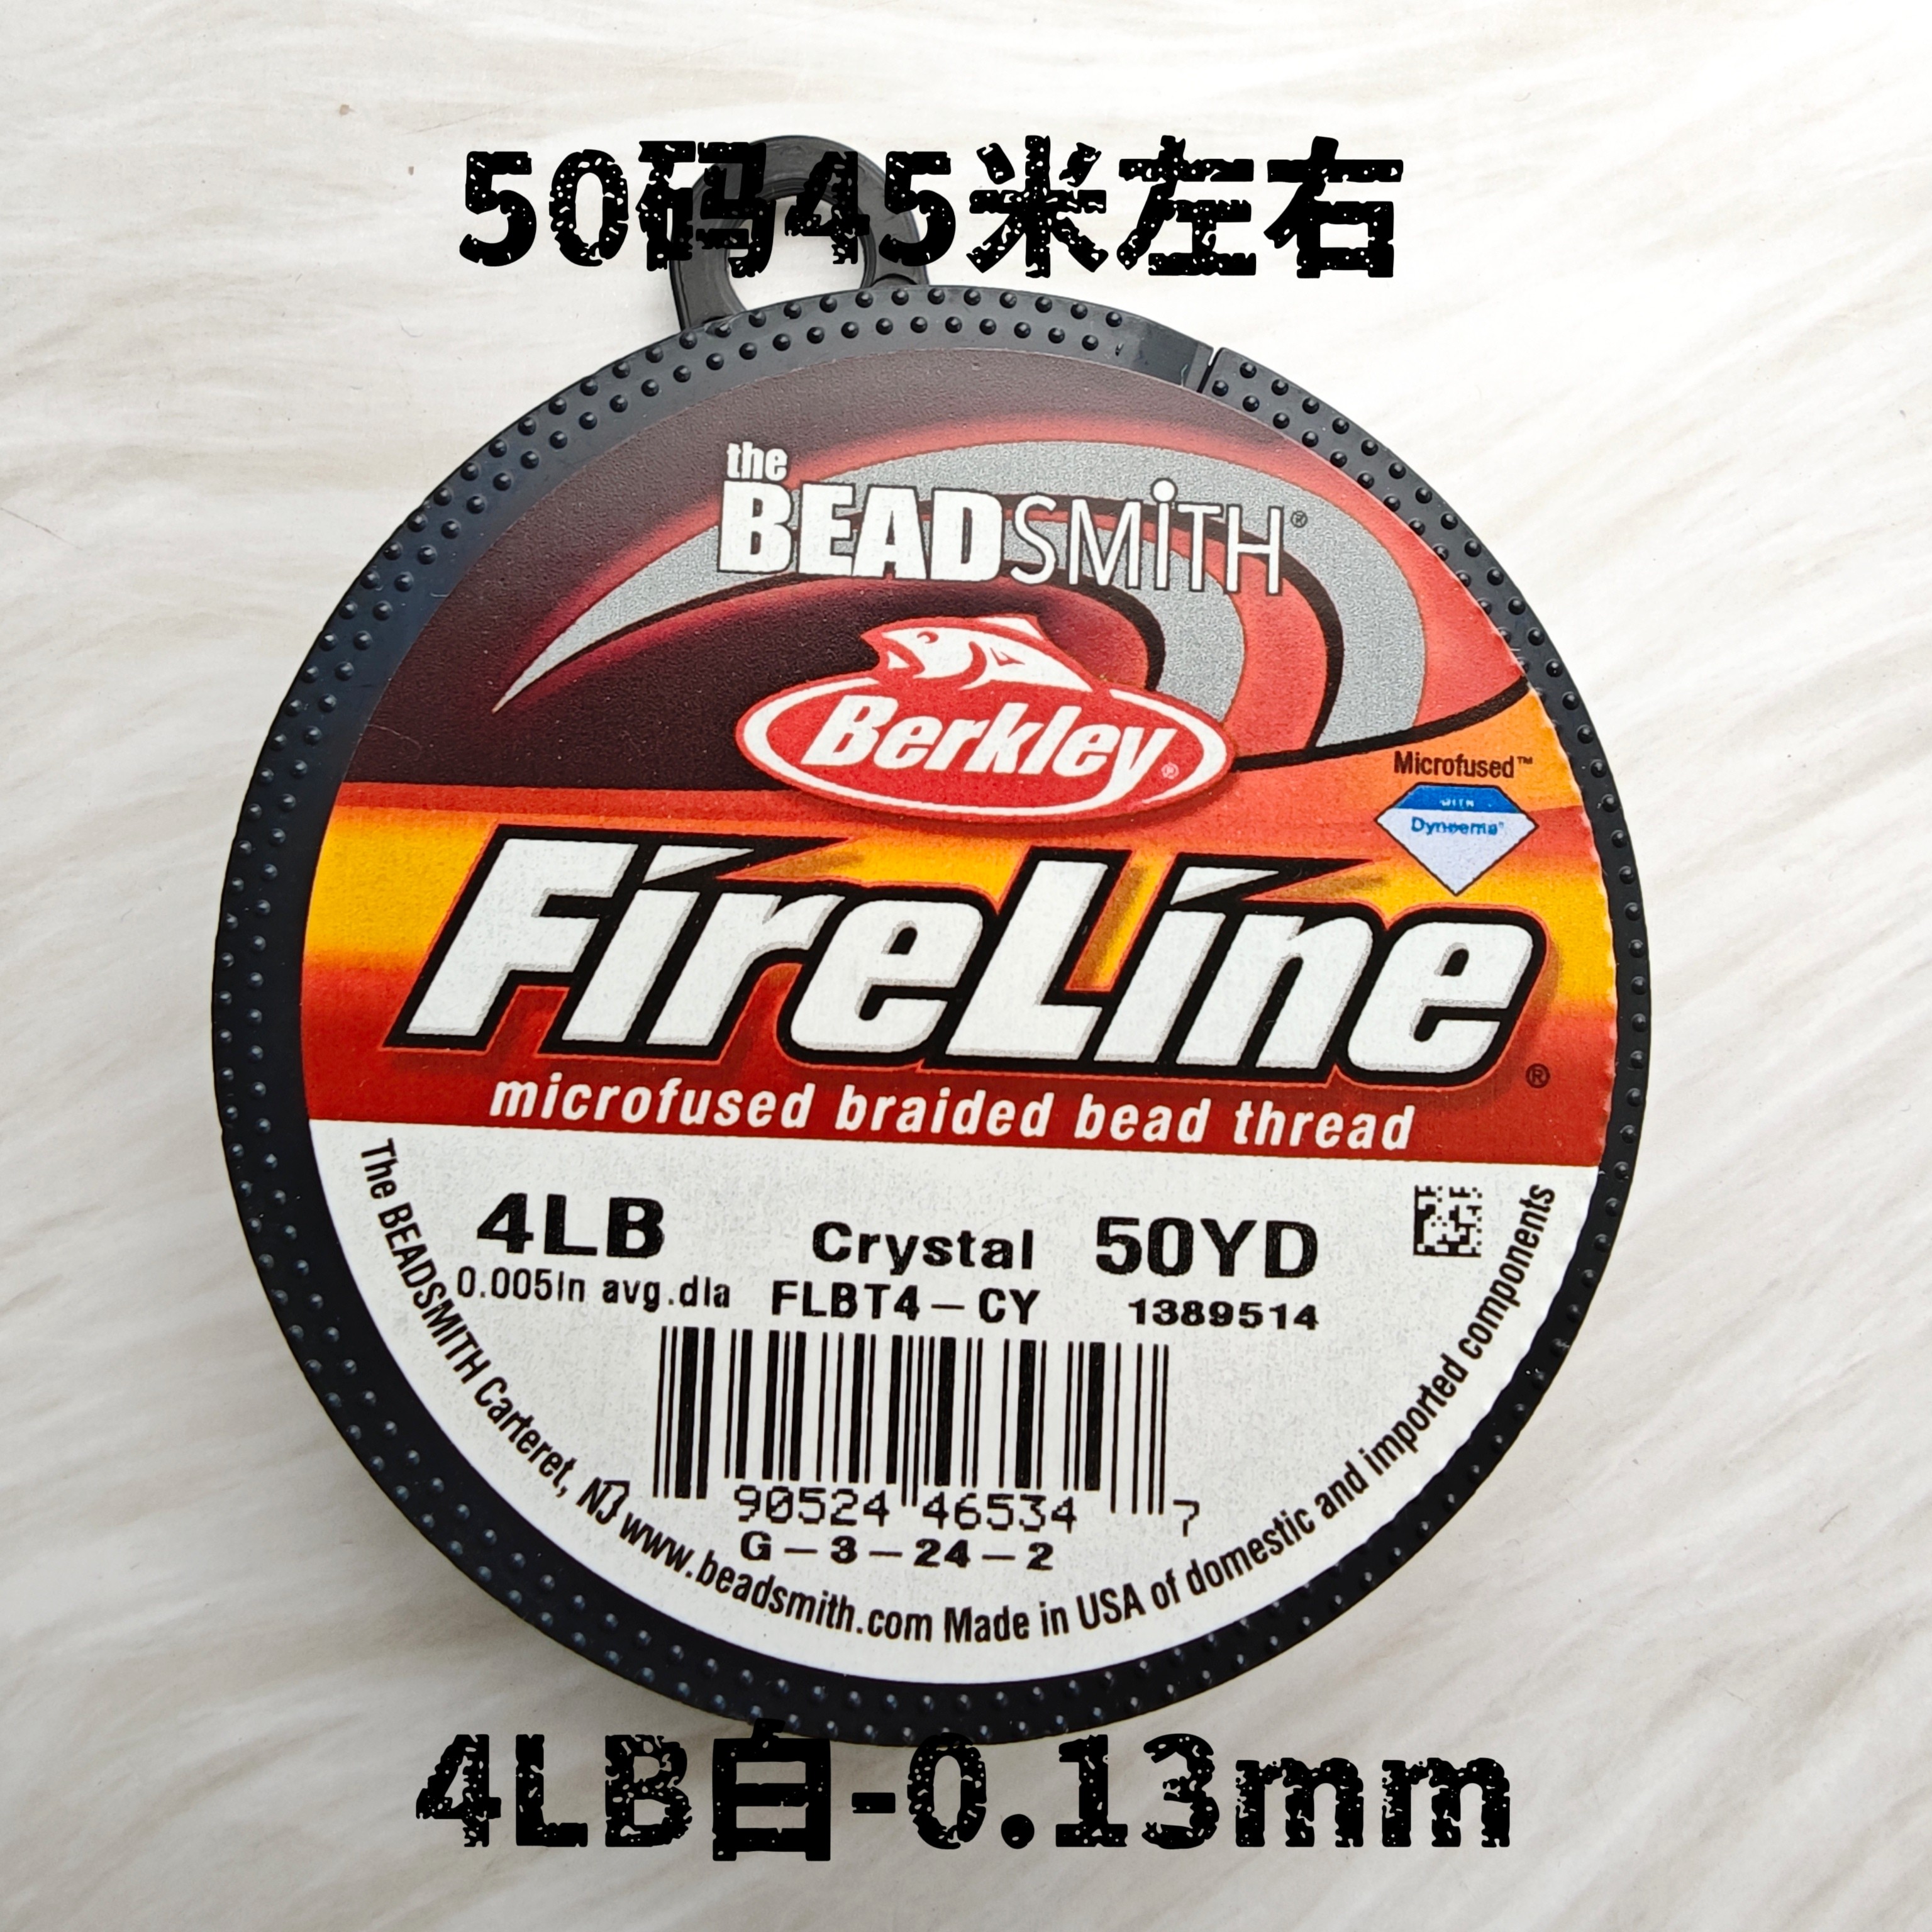 50码45米左右
the
BEADSMiTH®
Berkley®
Microfused™
WITH
Dyneema®
FireLine®
microfused braided bead thread
4LB Crystal 50YD
0.005in avg.dia FLBT4-CY 1389514
90524 46534 7
G-3-24-2
The BEADSMITH Carteret, NJ www.beadsmith.com Made in USA of domestic and imported components
4LB白-0.13mm